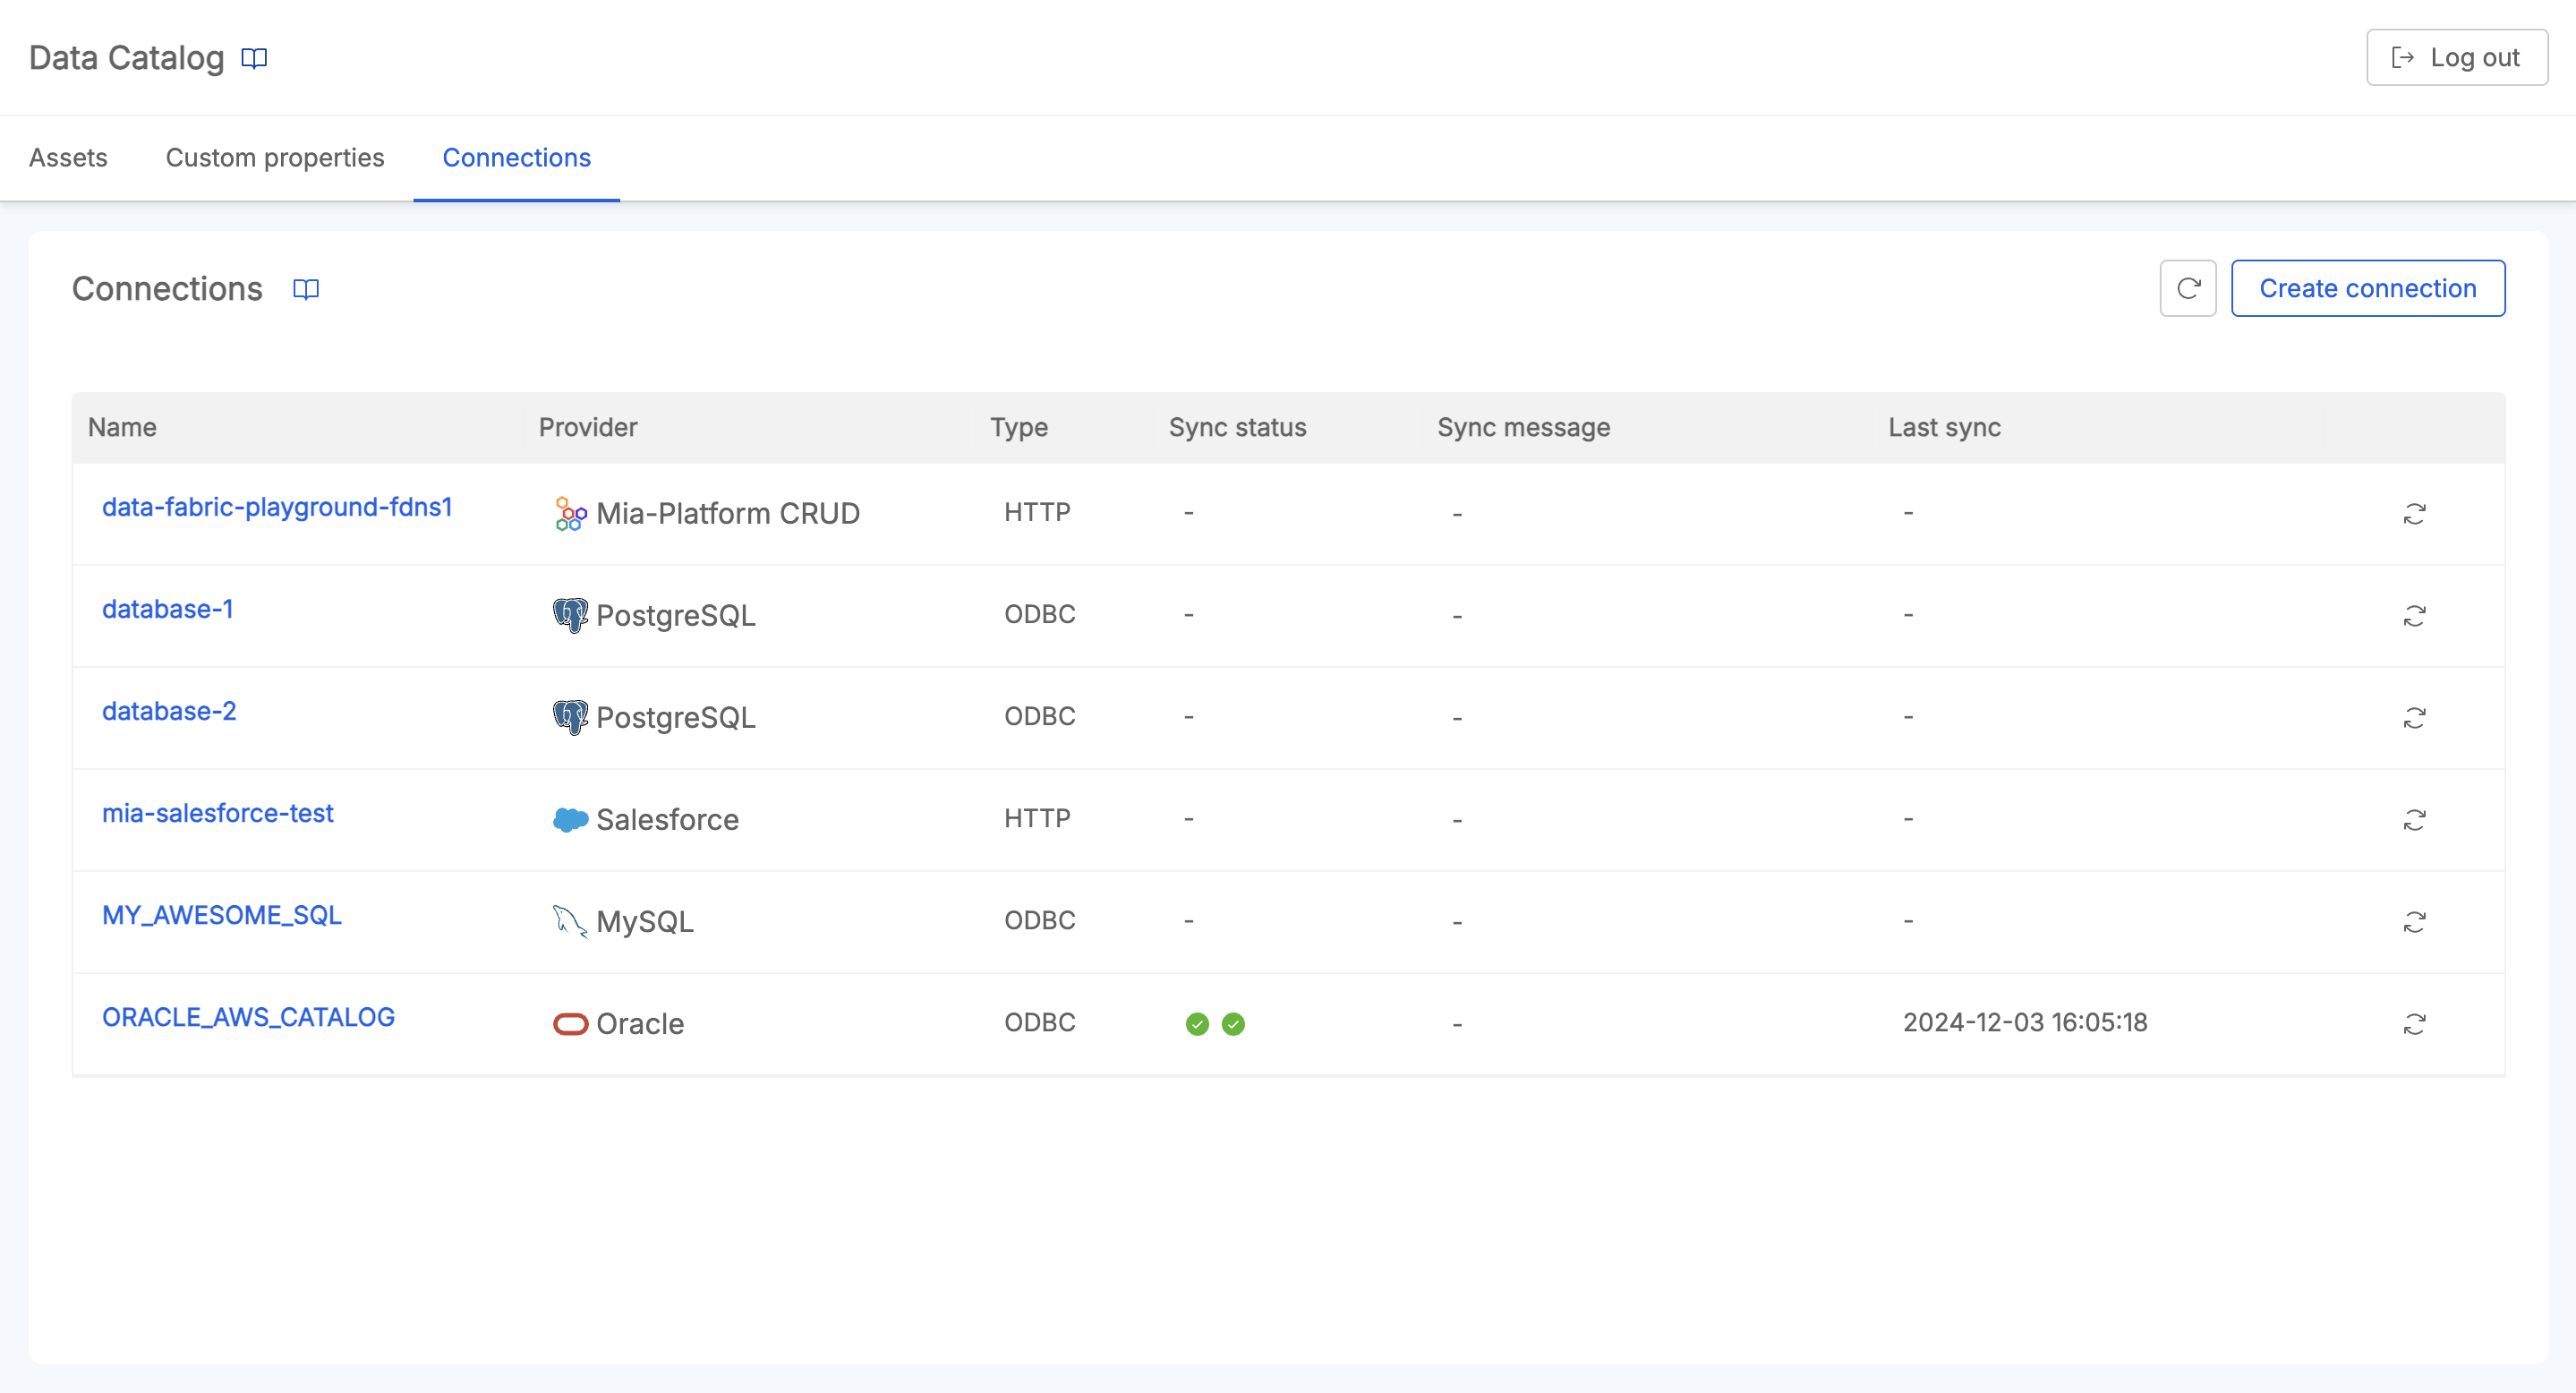 Data Catalog
Log out
Assets Custom properties Connections
Connections
Create connection
Name Provider Type Sync status Sync message Last sync
data-fabric-playground-fdns1 Mia-Platform CRUD HTTP - - -
database-1 PostgreSQL ODBC - - -
database-2 PostgreSQL ODBC - - -
mia-salesforce-test Salesforce HTTP - - -
MY_AWESOME_SQL MySQL ODBC - - -
ORACLE_AWS_CATALOG Oracle ODBC - 2024-12-03 16:05:18